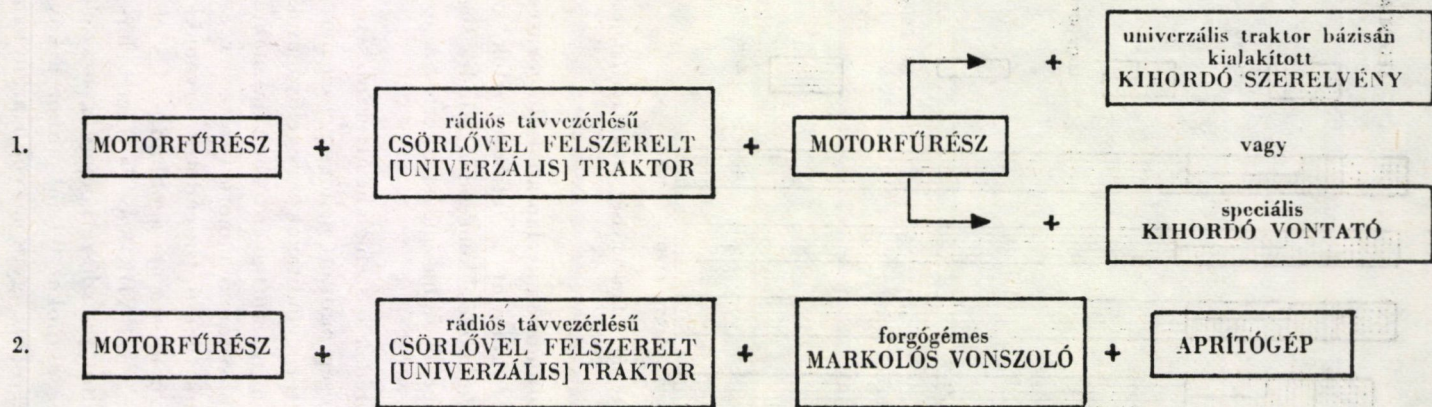 1.
MOTORFŰRÉSZ
+
rádiós távvezérlésű
CSÖRLŐVEL FELSZERELT
[UNIVERZÁLIS] TRAKTOR
+
MOTORFŰRÉSZ
+
univerzális traktor bázisán
kialakított
KIHORDÓ SZERELVÉNY
vagy
+
speciális
KIHORDÓ VONTATÓ
2.
MOTORFŰRÉSZ
+
rádiós távvezérlésű
CSÖRLŐVEL FELSZERELT
[UNIVERZÁLIS] TRAKTOR
+
forgógémes
MARKOLÓS VONSZOLÓ
+
APRÍTÓGÉP